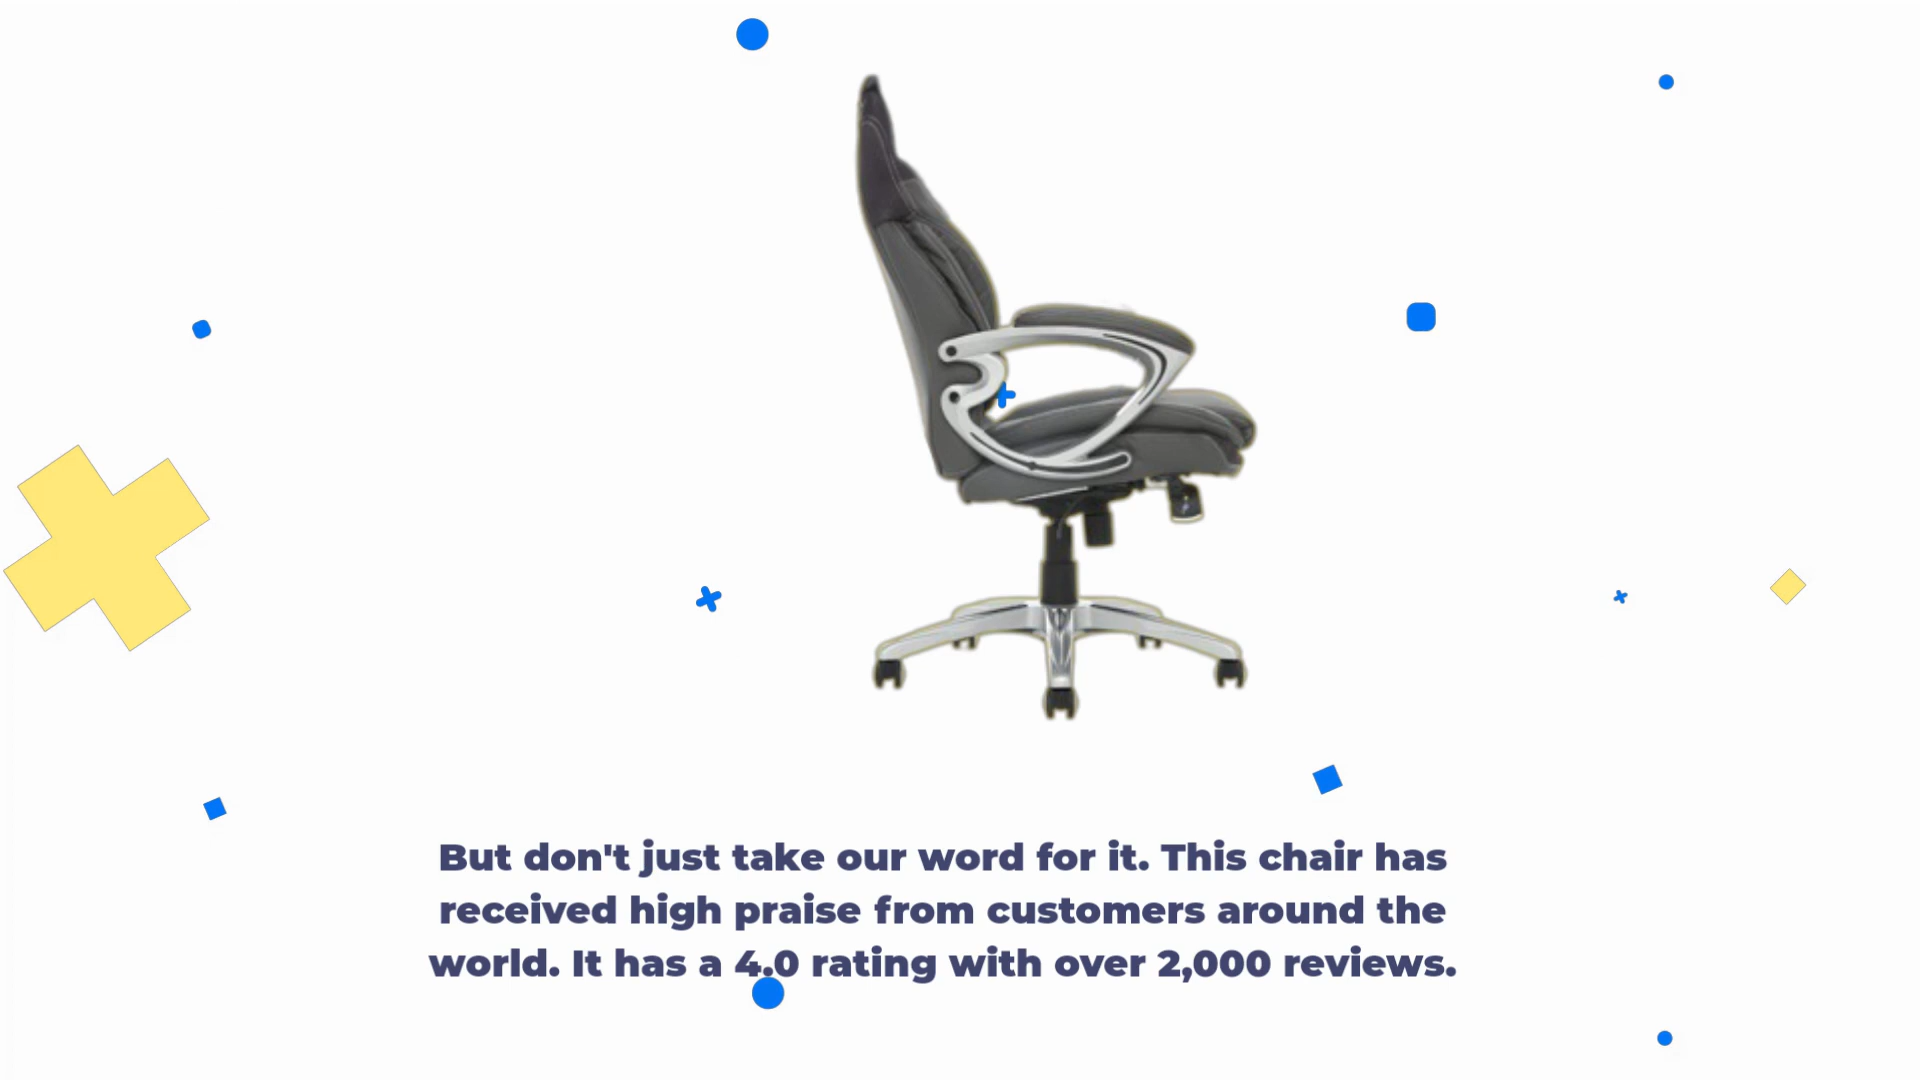 But don't just take our word for it. This chair has
received high praise from customers around the
world. It has a 4.0 rating with over 2,000 reviews.